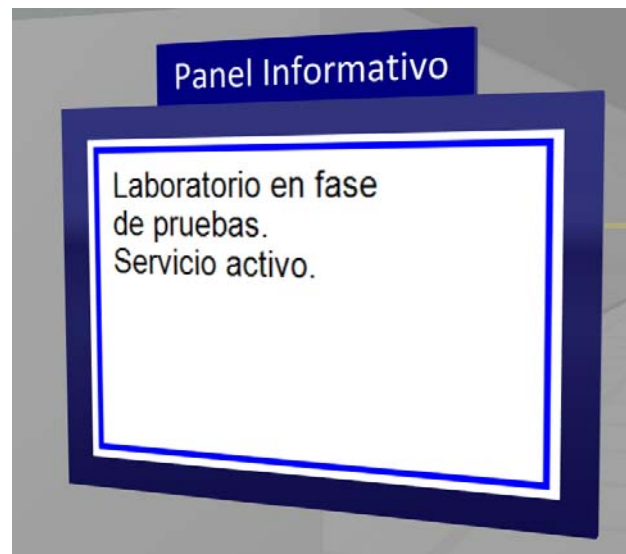 Panel Informativo
Laboratorio en fase
de pruebas.
Servicio activo.